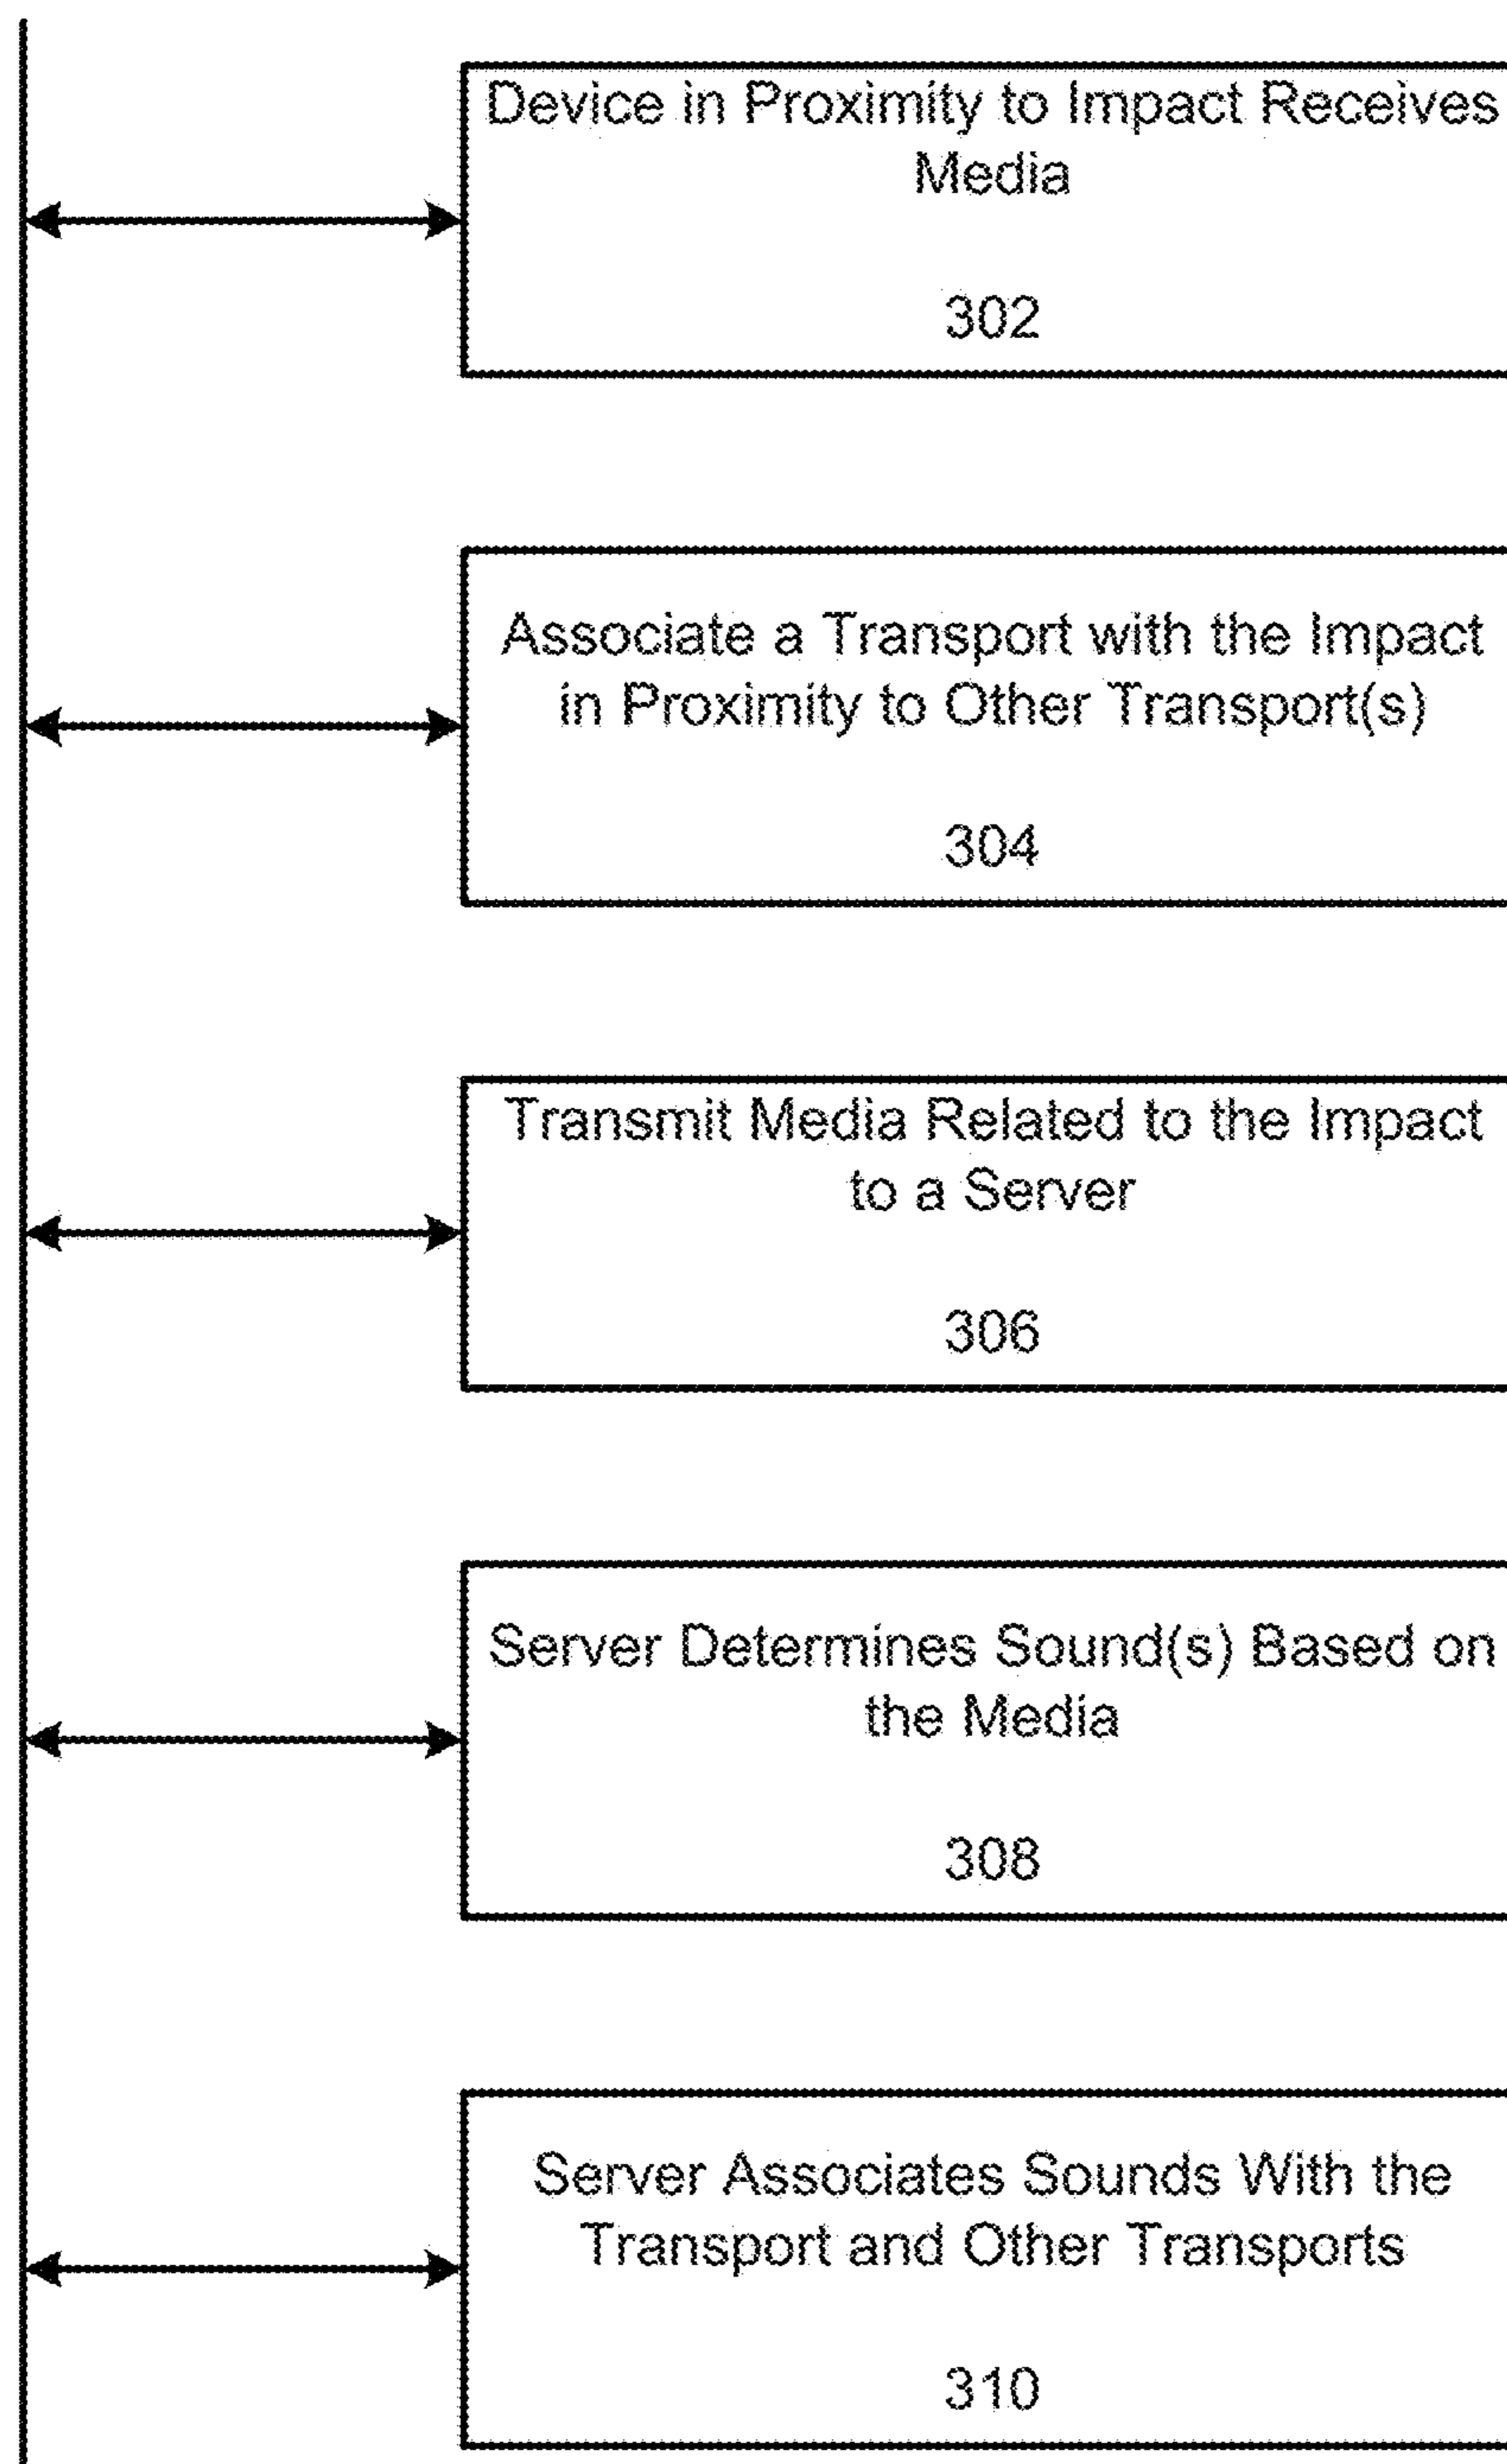 Device in Proximity to Impact Receives
Media
302
Associate a Transport with the Impact
in Proximity to Other Transport(s)
304
Transmit Media Related to the Impact
to a Server
306
Server Determines Sound(s) Based on
the Media
308
Server Associates Sounds With the
Transport and Other Transports
310